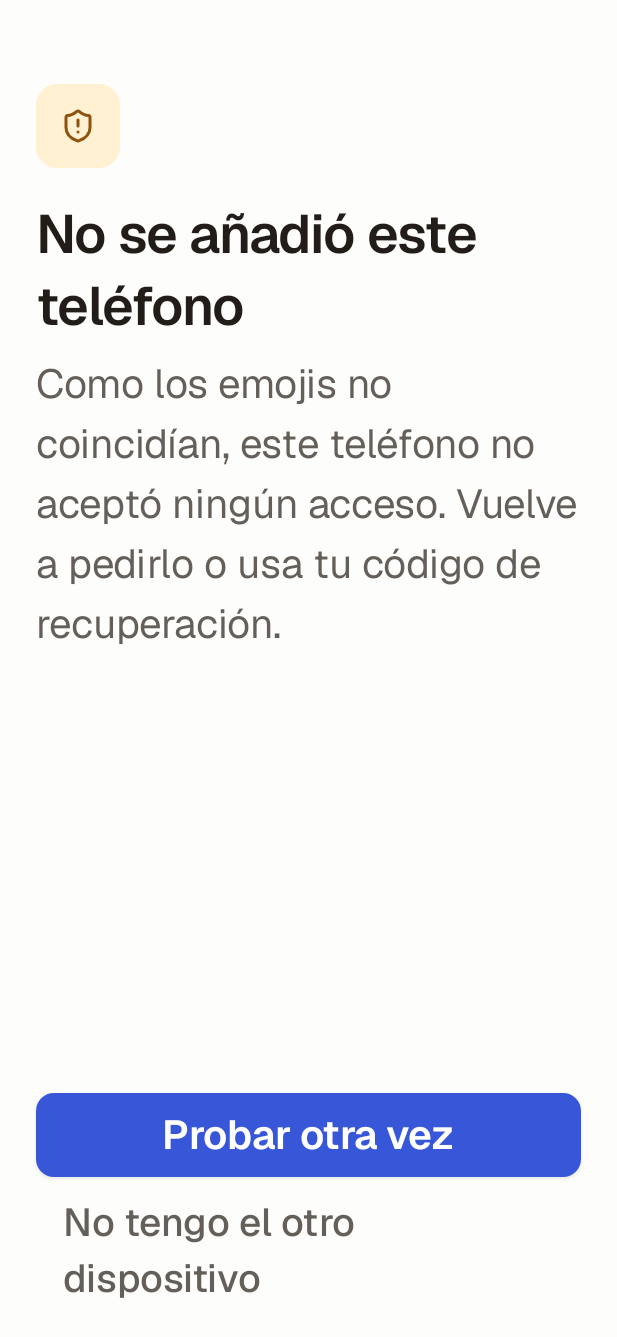 No se añadió este
teléfono
Como los emojis no
coincidían, este teléfono no
aceptó ningún acceso. Vuelve
a pedirlo o usa tu código de
recuperación.
Probar otra vez
No tengo el otro
dispositivo